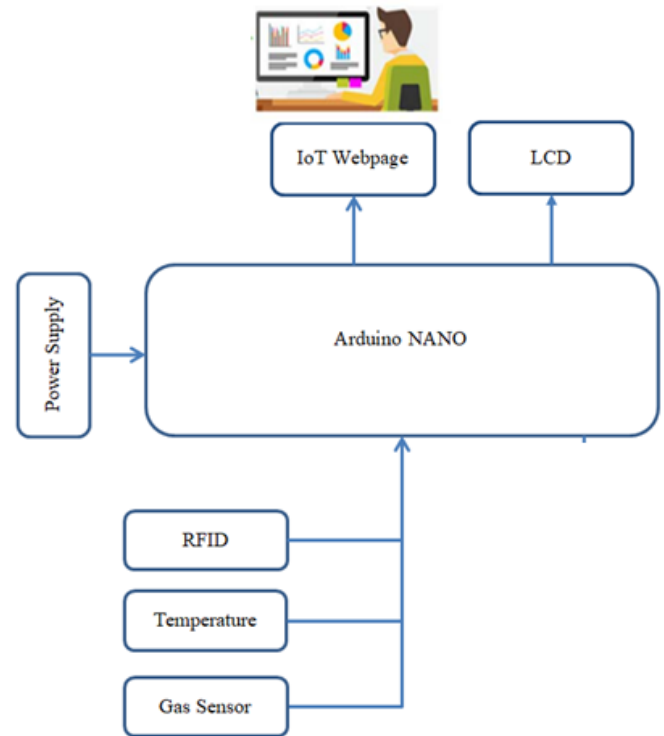 IoT Webpage
LCD
Power Supply
Arduino NANO
RFID
Temperature
Gas Sensor